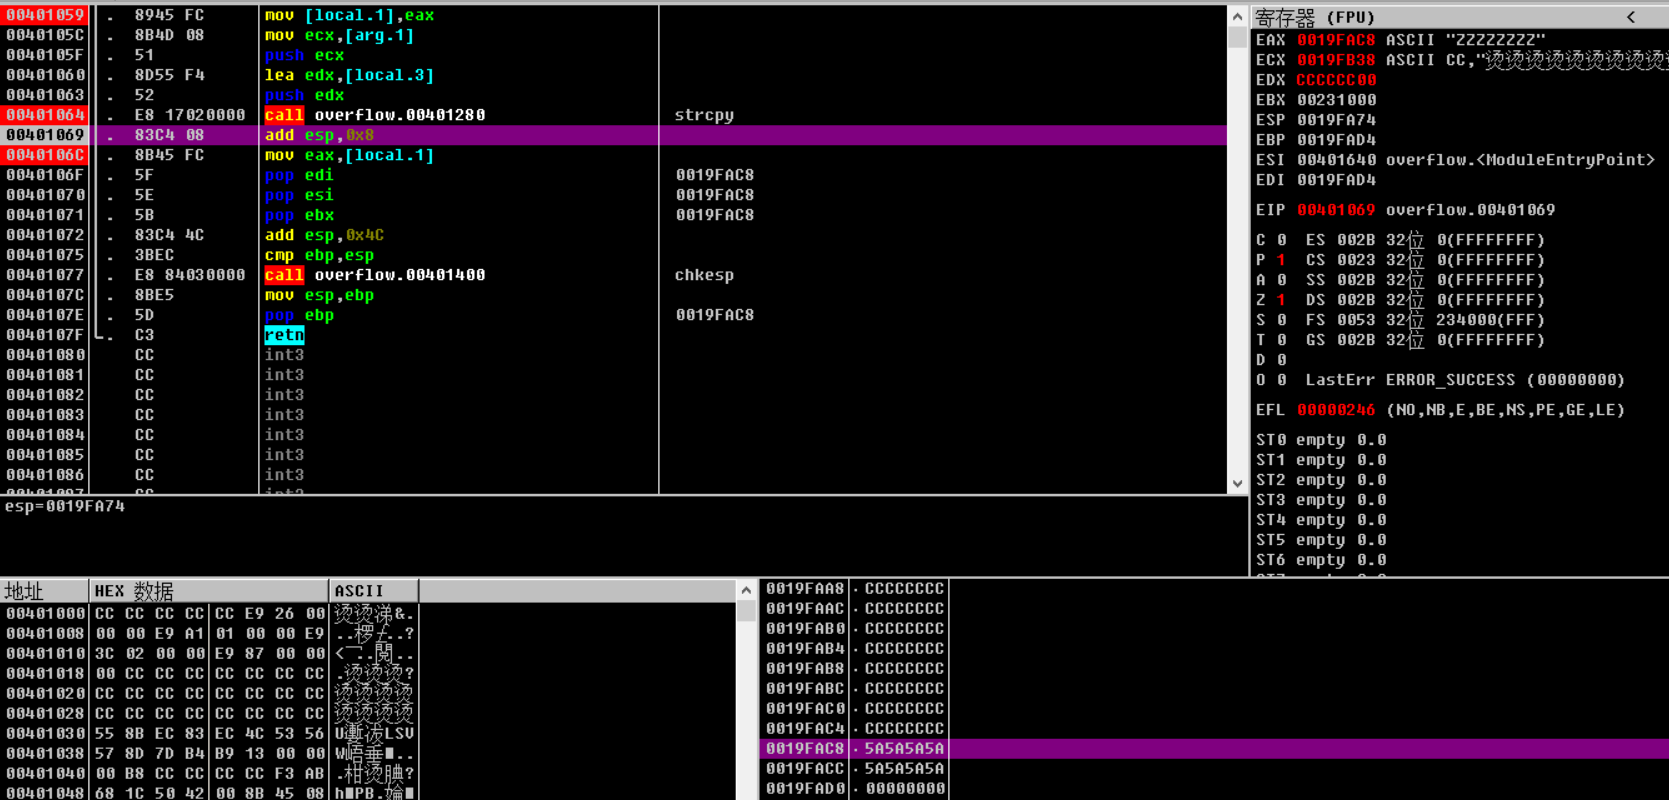 00401059 . 8945 FC mov [local.1],eax
0040105C . 8B4D 08 mov ecx,[arg.1]
0040105F . 51 push ecx
00401060 . 8D55 F4 lea edx,[local.3]
00401063 . 52 push edx
00401064 . E8 17020000 call overflow.00401280 strcpy
00401069 . 83C4 08 add esp,0x8
0040106C . 8B45 FC mov eax,[local.1]
0040106F . 5F pop edi 0019FAC8
00401070 . 5E pop esi 0019FAC8
00401071 . 5B pop ebx 0019FAC8
00401072 . 83C4 4C add esp,0x4C
00401075 . 3BEC cmp ebp,esp
00401077 . E8 84030000 call overflow.00401400 chkesp
0040107C . 8BE5 mov esp,ebp
0040107E . 5D pop ebp 0019FAC8
0040107F . C3 retn
00401080 CC int3
00401081 CC int3
00401082 CC int3
00401083 CC int3
00401084 CC int3
00401085 CC int3
00401086 CC int3
esp=0019FA74
寄存器 (FPU) <
EAX 0019FAC8 ASCII "ZZZZZZZZ"
ECX 0019FB38 ASCII CC,"烫烫烫烫烫烫烫烫烫
EDX CCCCCC00
EBX 00231000
ESP 0019FA74
EBP 0019FAD4
ESI 00401640 overflow.<ModuleEntryPoint>
EDI 0019FAD4
EIP 00401069 overflow.00401069
C 0 ES 002B 32位 0(FFFFFFFF)
P 1 CS 0023 32位 0(FFFFFFFF)
A 0 SS 002B 32位 0(FFFFFFFF)
Z 1 DS 002B 32位 0(FFFFFFFF)
S 0 FS 0053 32位 234000(FFF)
T 0 GS 002B 32位 0(FFFFFFFF)
D 0
O 0 LastErr ERROR_SUCCESS (00000000)
EFL 00000246 (NO,NB,E,BE,NS,PE,GE,LE)
ST0 empty 0.0
ST1 empty 0.0
ST2 empty 0.0
ST3 empty 0.0
ST4 empty 0.0
ST5 empty 0.0
ST6 empty 0.0
地址 HEX 数据 ASCII
00401000 CC CC CC CC CC E9 26 00 烫烫涕&.
00401008 00 00 E9 A1 01 00 00 E9 ..椤..?
00401010 3C 02 00 00 E9 87 00 00 <..閲..
00401018 00 CC CC CC CC CC CC CC .烫烫烫?
00401020 CC CC CC CC CC CC CC CC 烫烫烫烫
00401028 CC CC CC CC CC CC CC CC 烫烫烫烫
00401030 55 8B EC 83 EC 4C 53 56
00401038 57 8D 7D B4 B9 13 00 00
00401040 00 B8 CC CC CC CC F3 AB
00401048 68 1C 50 42 00 8B 45 08
0019FAA8 . CCCCCCCC
0019FAAC . CCCCCCCC
0019FAB0 . CCCCCCCC
0019FAB4 . CCCCCCCC
0019FAB8 . CCCCCCCC
0019FABC . CCCCCCCC
0019FAC0 . CCCCCCCC
0019FAC4 . CCCCCCCC
0019FAC8 . 5A5A5A5A
0019FACC . 5A5A5A5A
0019FAD0 . 00000000